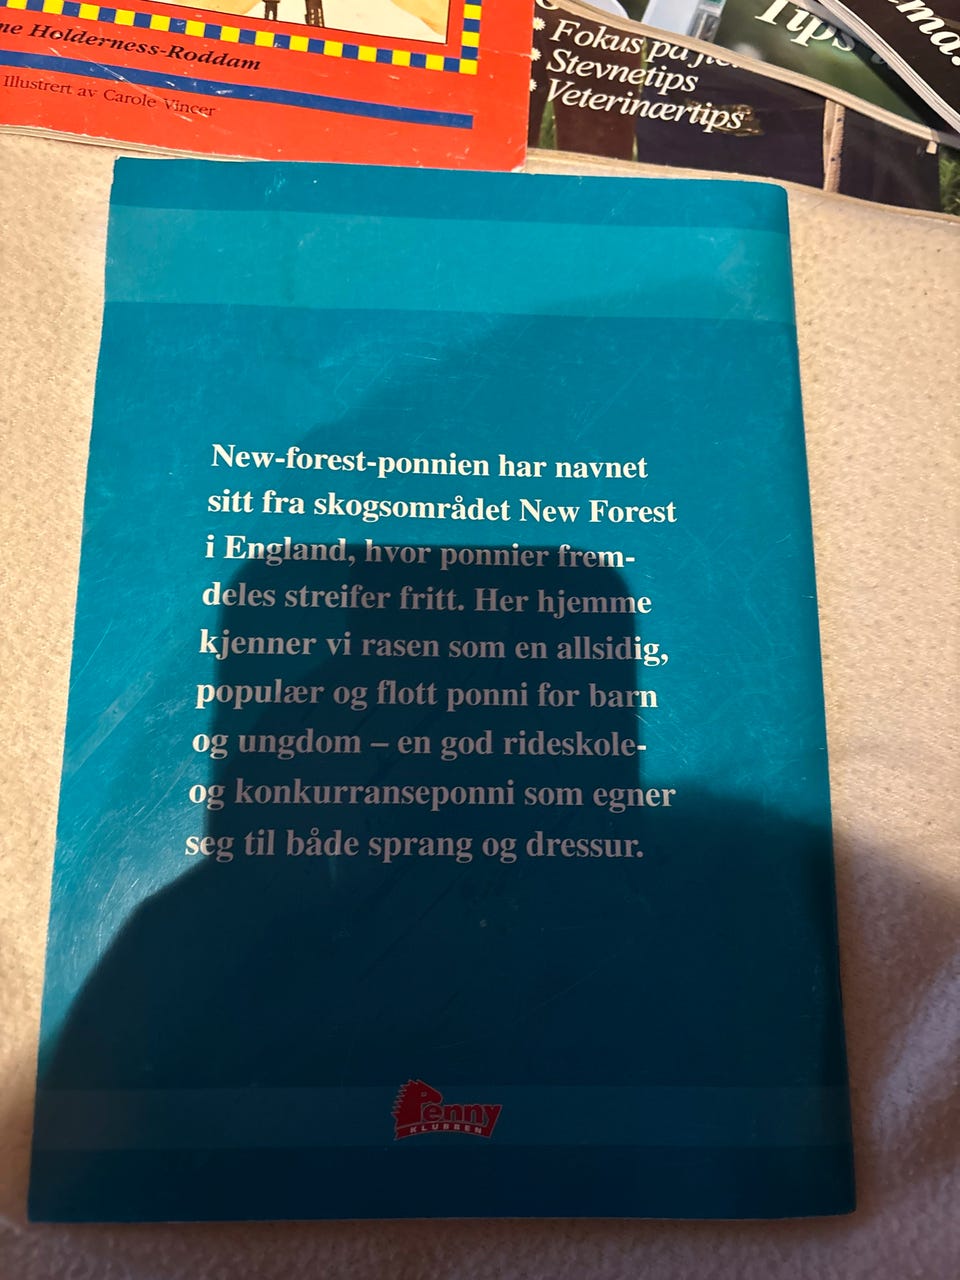 Holderness-Roddam
Illustrert av Carole Vincer
Fokus på
Stevnetips
Veterinærtips
Tips
New-forest-ponnien har navnet
sitt fra skogsområdet New Forest
i England, hvor ponnier frem-
deles streifer fritt. Her hjemme
kjenner vi rasen som en allsidig,
populær og flott ponni for barn
og ungdom – en god rideskole-
og konkurranseponni som egner
seg til både sprang og dressur.
Penny
KLUBBEN